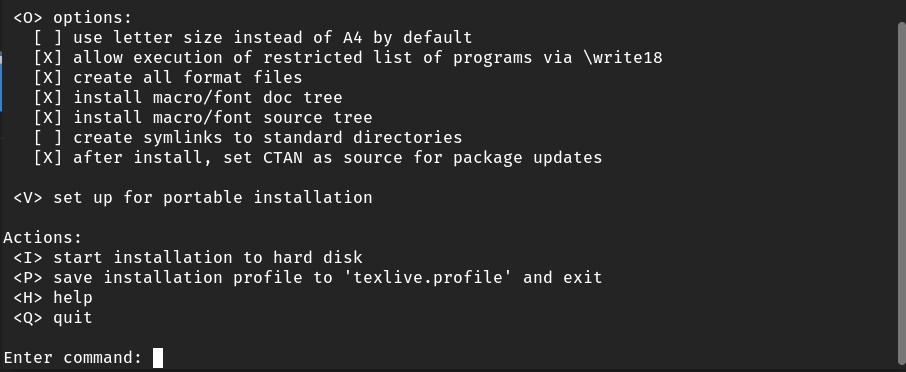 <O> options:
[ ] use letter size instead of A4 by default
[X] allow execution of restricted list of programs via \write18
[X] create all format files
[X] install macro/font doc tree
[X] install macro/font source tree
[ ] create symlinks to standard directories
[X] after install, set CTAN as source for package updates
<V> set up for portable installation
Actions:
<I> start installation to hard disk
<P> save installation profile to 'texlive.profile' and exit
<H> help
<Q> quit
Enter command: